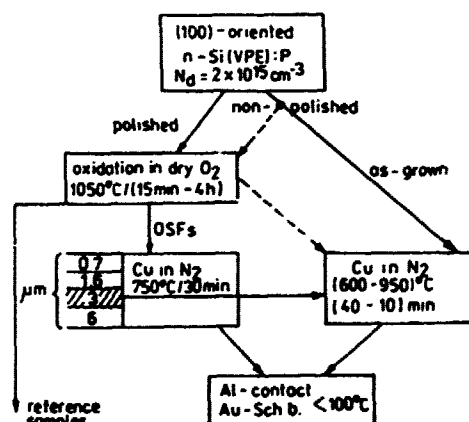 (100)-oriented
n-Si(VPE):P
N_d = 2 x 10^15 cm^-3
polished
non-polished
oxidation in dry O2
1050°C/(15min-4h)
as-grown
OSFs
μm
0.7
1.6
3
6
Cu in N2
750°C/30min
Cu in N2
(600-950)°C
(40-10) min
Al-contact
Au-Sch b. <100°C
reference
samples